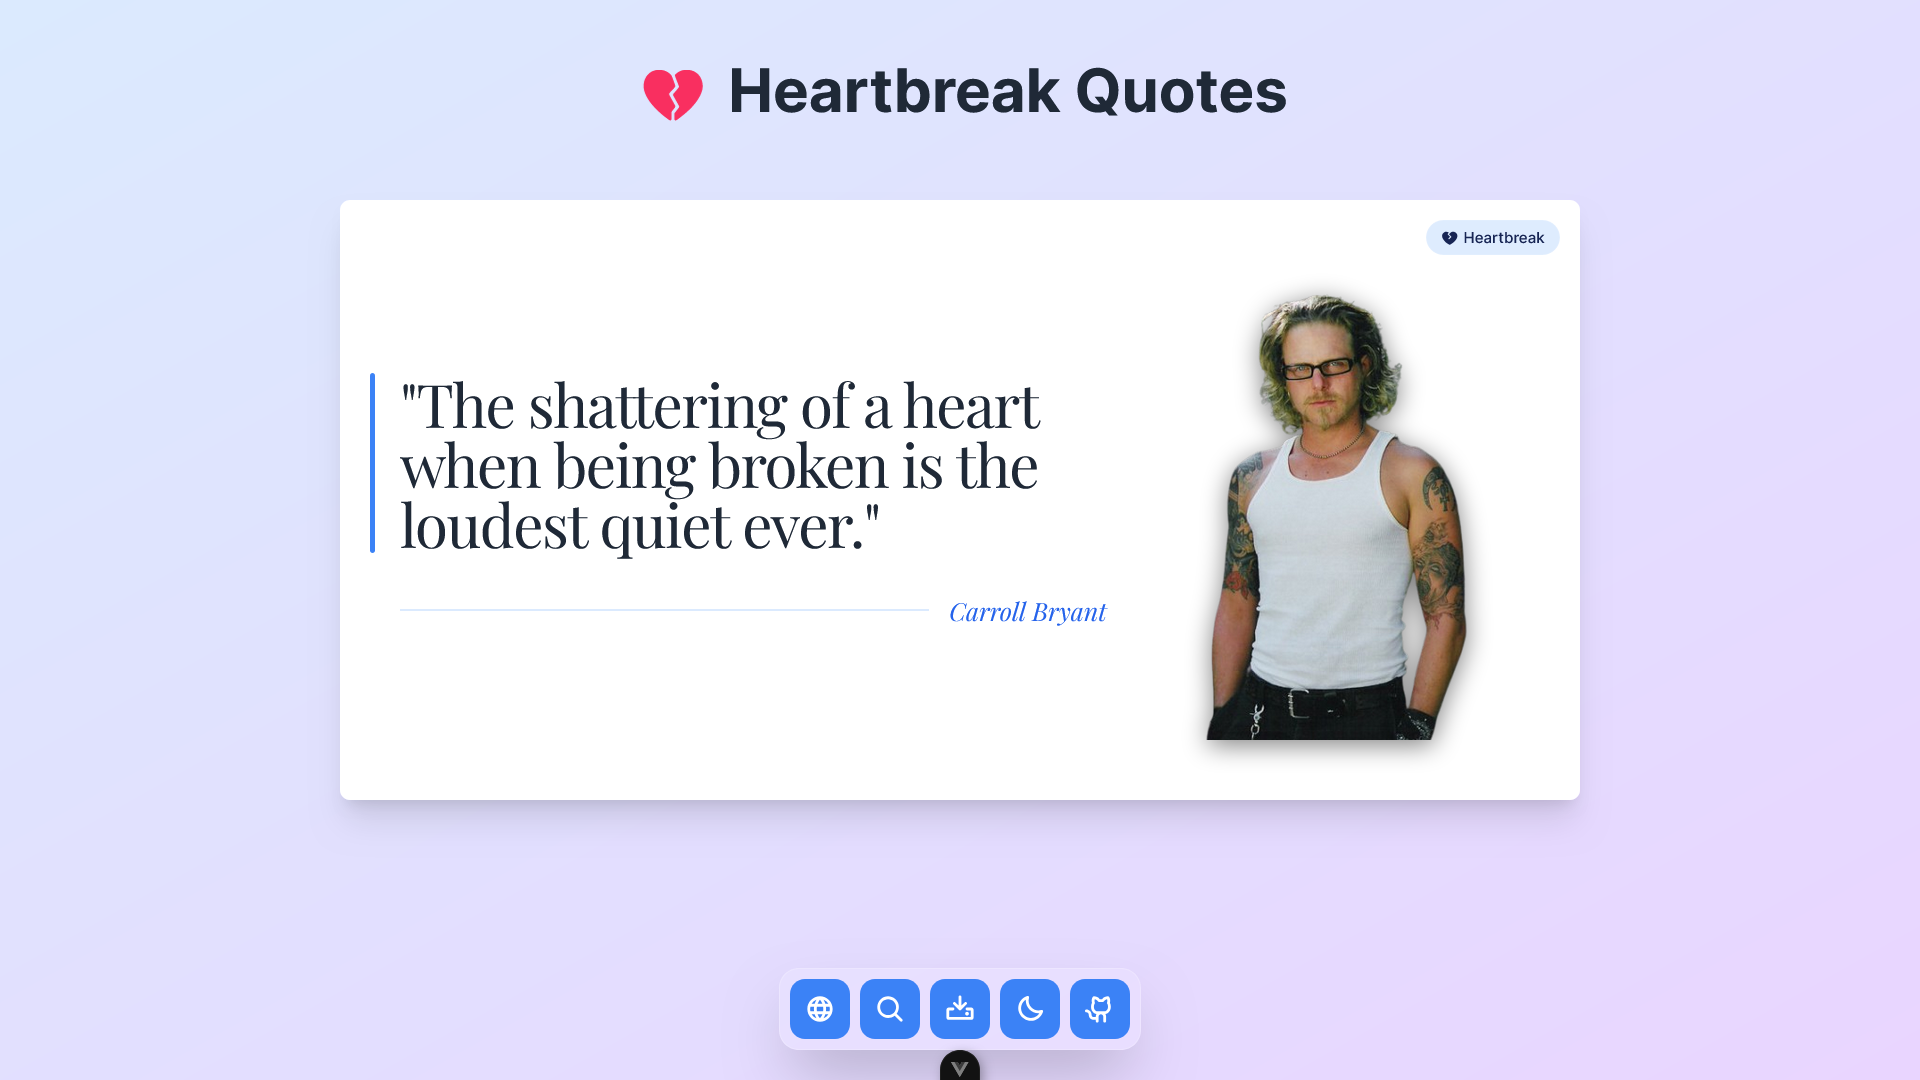 Heartbreak Quotes
Heartbreak
"The shattering of a heart
when being broken is the
loudest quiet ever."
Carroll Bryant